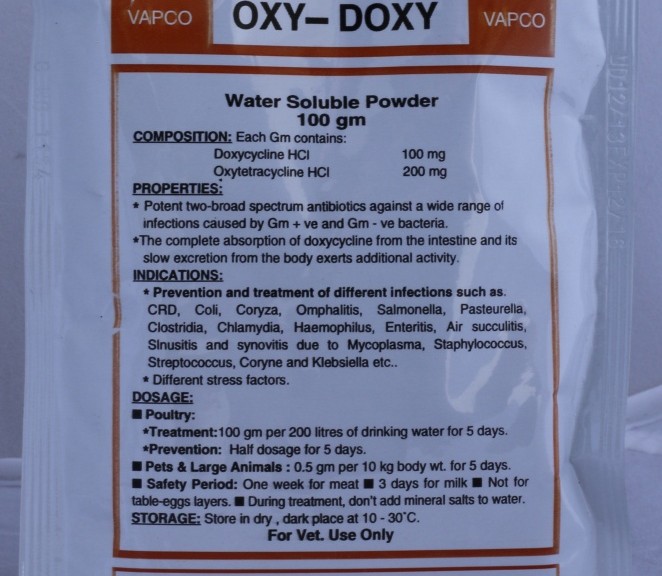 VAPCO OXY– DOXY VAPCO
Water Soluble Powder
100 gm
COMPOSITION: Each Gm contains:
Doxycycline HCl 100 mg
Oxytetracycline HCl 200 mg
PROPERTIES:
* Potent two-broad spectrum antibiotics against a wide range of
infections caused by Gm + ve and Gm - ve bacteria.
*The complete absorption of doxycycline from the intestine and its
slow excretion from the body exerts additional activity.
INDICATIONS:
* Prevention and treatment of different infections such as.
CRD, Coli, Coryza, Omphalitis, Salmonella, Pasteurella,
Clostridia, Chlamydia, Haemophilus, Enteritis, Air succulitis,
Sinusitis and synovitis due to Mycoplasma, Staphylococcus,
Streptococcus, Coryne and Klebsiella etc..
* Different stress factors.
DOSAGE:
■ Poultry:
*Treatment:100 gm per 200 litres of drinking water for 5 days.
*Prevention: Half dosage for 5 days.
■ Pets & Large Animals : 0.5 gm per 10 kg body wt. for 5 days.
■ Safety Period: One week for meat ■ 3 days for milk ■ Not for
table-eggs layers. ■ During treatment, don't add mineral salts to water.
STORAGE: Store in dry , dark place at 10 - 30°C.
For Vet. Use Only